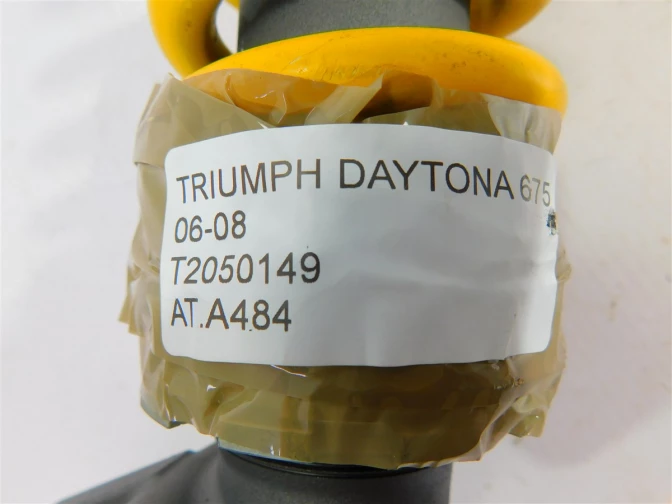 TRIUMPH DAYTONA 675
06-08
T2050149
AT.A484